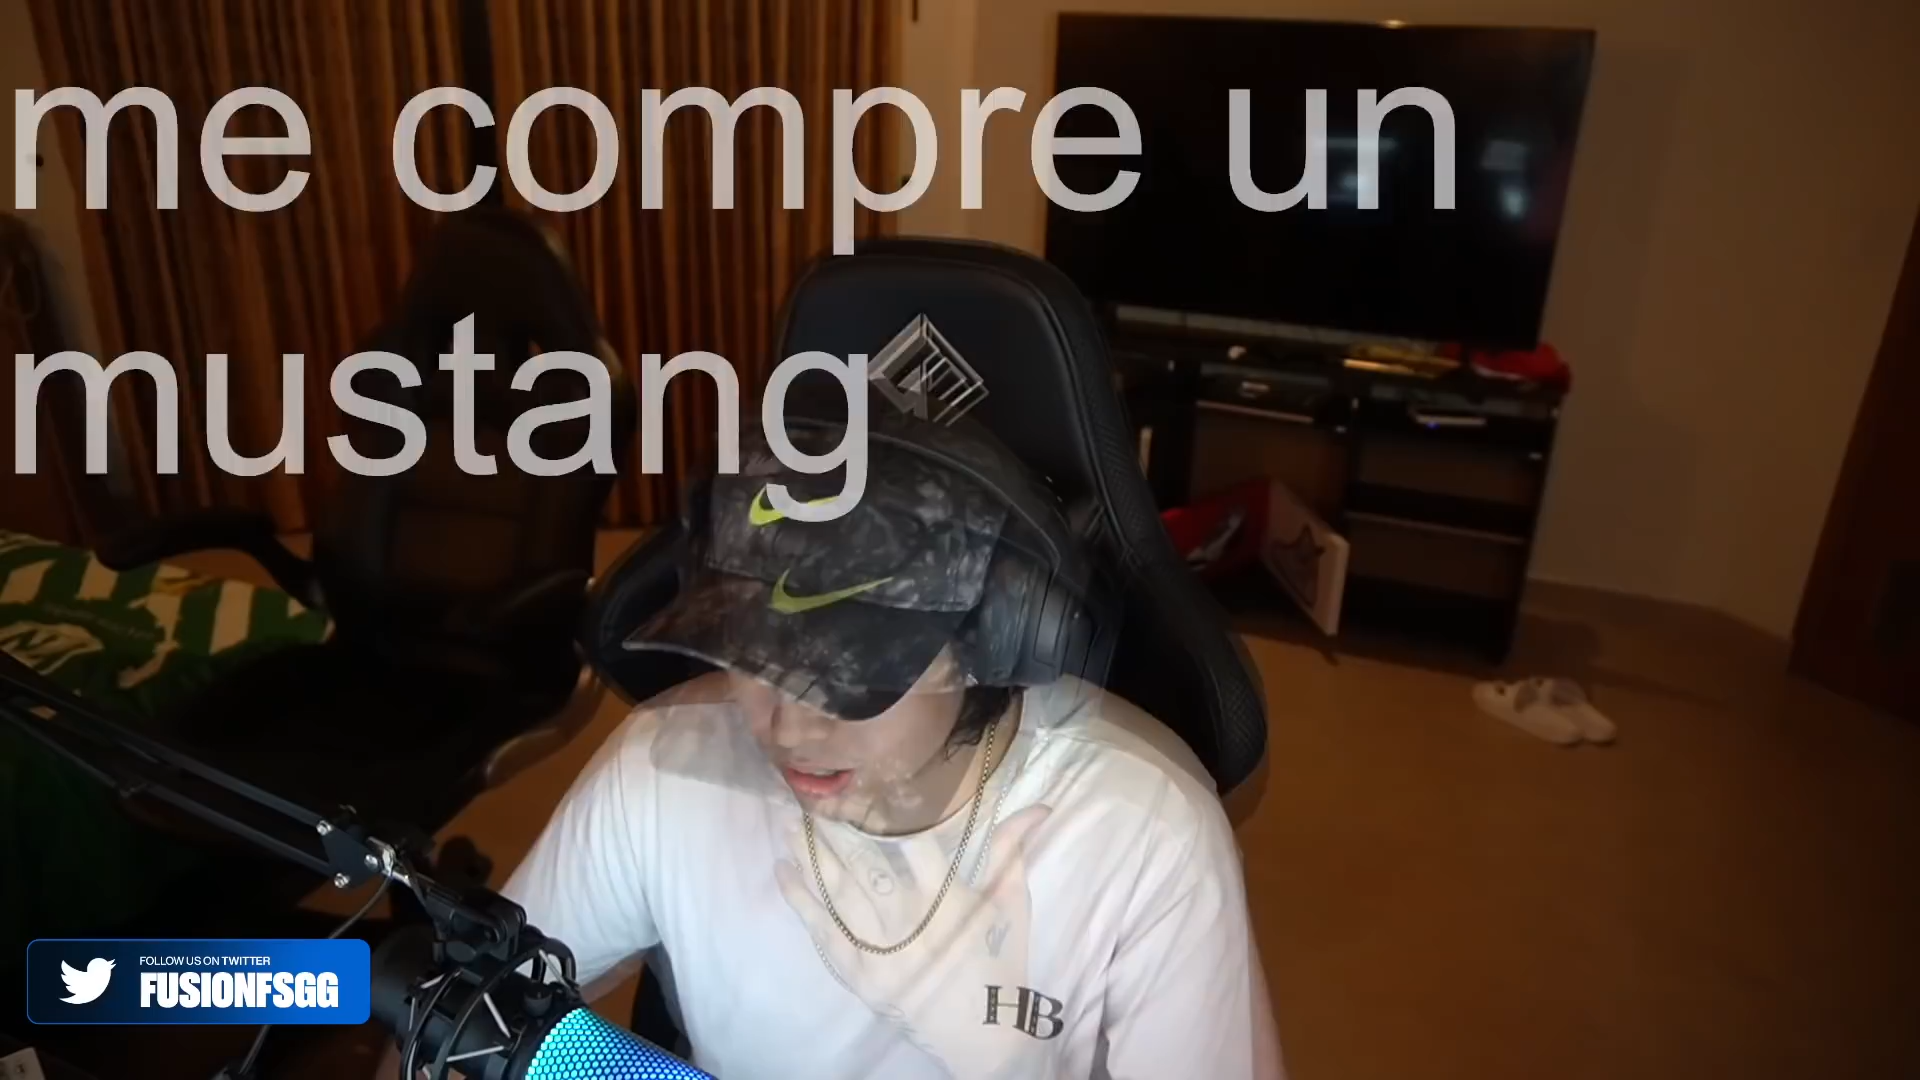 me compre un
mustang
FOLLOW US ON TWITTER
FUSIONFSGG
HB